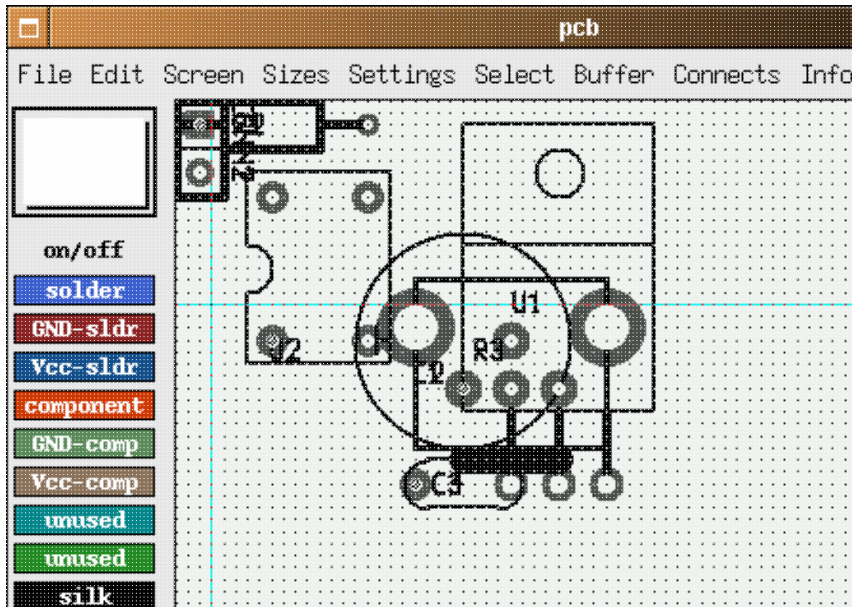 pcb
File Edit Screen Sizes Settings Select Buffer Connects Info
on/off
solder
GND-sldr
Vcc-sldr
component
GND-comp
Vcc-comp
unused
unused
silk
U1
U2
R3
C3